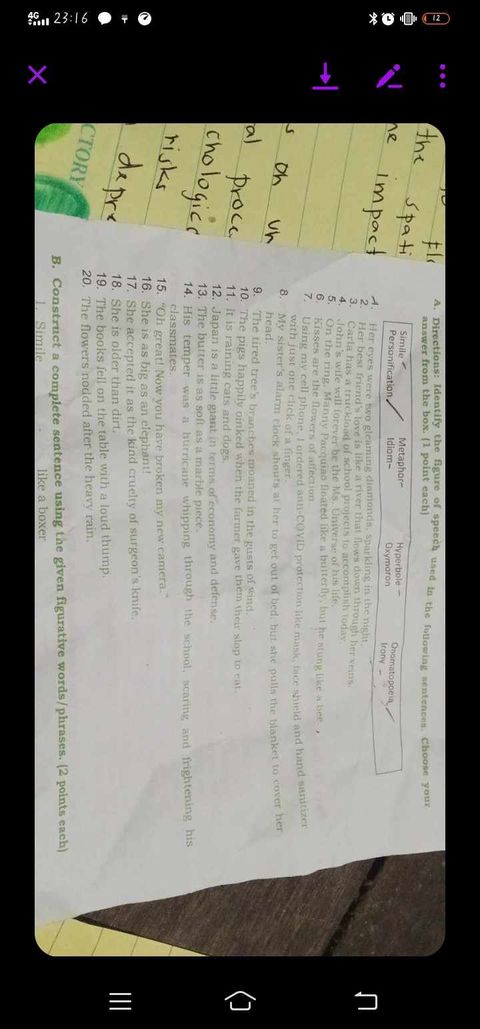 4G 23:16 12
the spati
ne impact
s on
al proce
chologica
risks
depre
CTORY
A. Directions: Identify the figure of speech used in the following sentences. Choose your
answer from the box (1 point each)
Simile Metaphor Hyperbole Onomatopoeia
Personification Idiom Oxymoron Irony
1. Her eyes were two gleaming diamonds, sparkling in the night.
2. Her best friend's love is like a river that flows down through her veins.
3. Carla has a truckload of school projects to accomplish today.
4. John's wife will forever be the Ms. Universe of his life.
5. On the ring, Manny Pacquiao floated like a butterfly, but he stung like a bee.
6. Kisses are the flowers of affection.
7. Using my cell phone, I ordered anti-COVID protection like mask, face shield and hand sanitizer
with just one click of a finger.
8. My sister's alarm clock shouts at her to get out of bed, but she pulls the blanket to cover her
head.
9. The tired tree's branches moaned in the gusts of wind.
10. The pigs happily oinked when the farmer gave them their slop to eat.
11. It is raining cats and dogs.
12. Japan is a little giant in terms of economy and defense.
13. The butter is as soft as a marble piece.
14. His temper was a hurricane whipping through the school, scaring and frightening his
classmates.
15. "Oh great! Now you have broken my new camera."
16. She is as big as an elephant!
17. She accepted it as the kind cruelty of surgeon's knife.
18. She is older than dirt.
19. The books fell on the table with a loud thump.
20. The flowers nodded after the heavy rain.
B. Construct a complete sentence using the given figurative words/phrases. (2 points each)
1. Simile - like a boxer